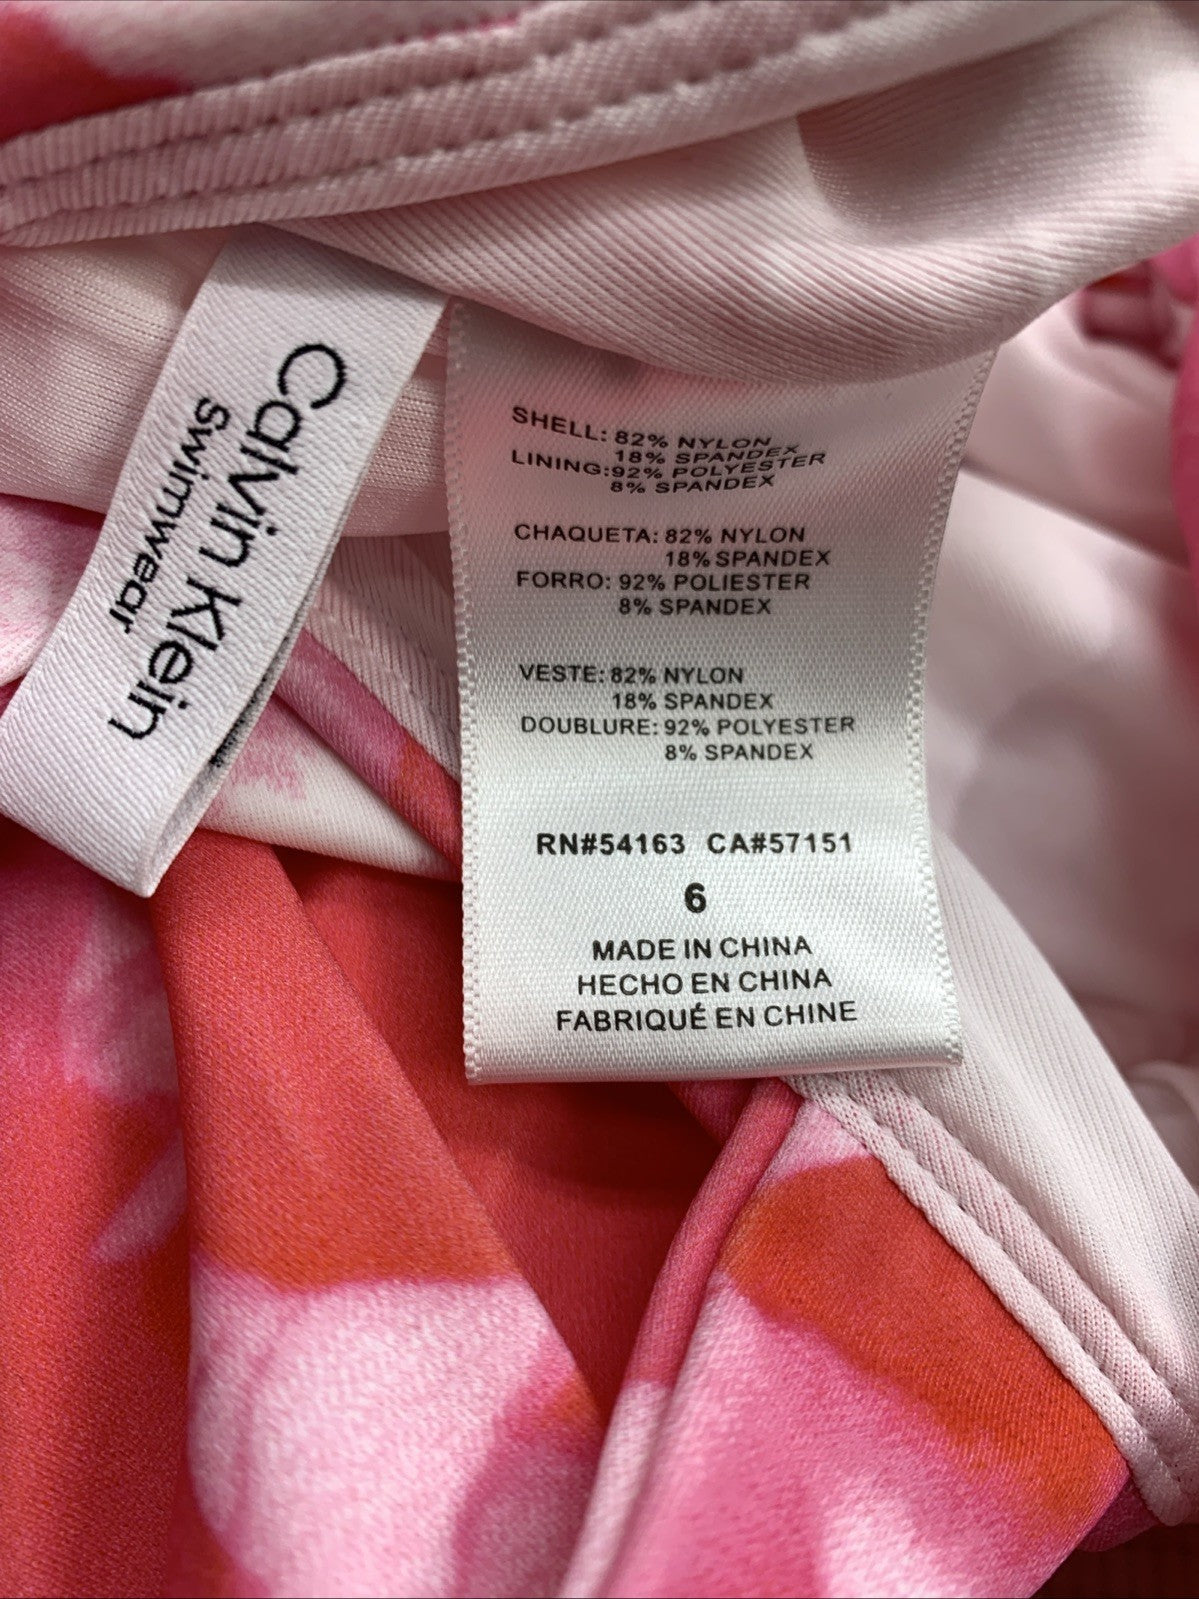 Calvin Klein
Swimwear
SHELL: 82% NYLON
18% SPANDEX
LINING:92% POLYESTER
8% SPANDEX
CHAQUETA: 82% NYLON
18% SPANDEX
FORRO: 92% POLIESTER
8% SPANDEX
VESTE: 82% NYLON
18% SPANDEX
DOUBLURE: 92% POLYESTER
8% SPANDEX
RN#54163 CA#57151
6
MADE IN CHINA
HECHO EN CHINA
FABRIQUÉ EN CHINE